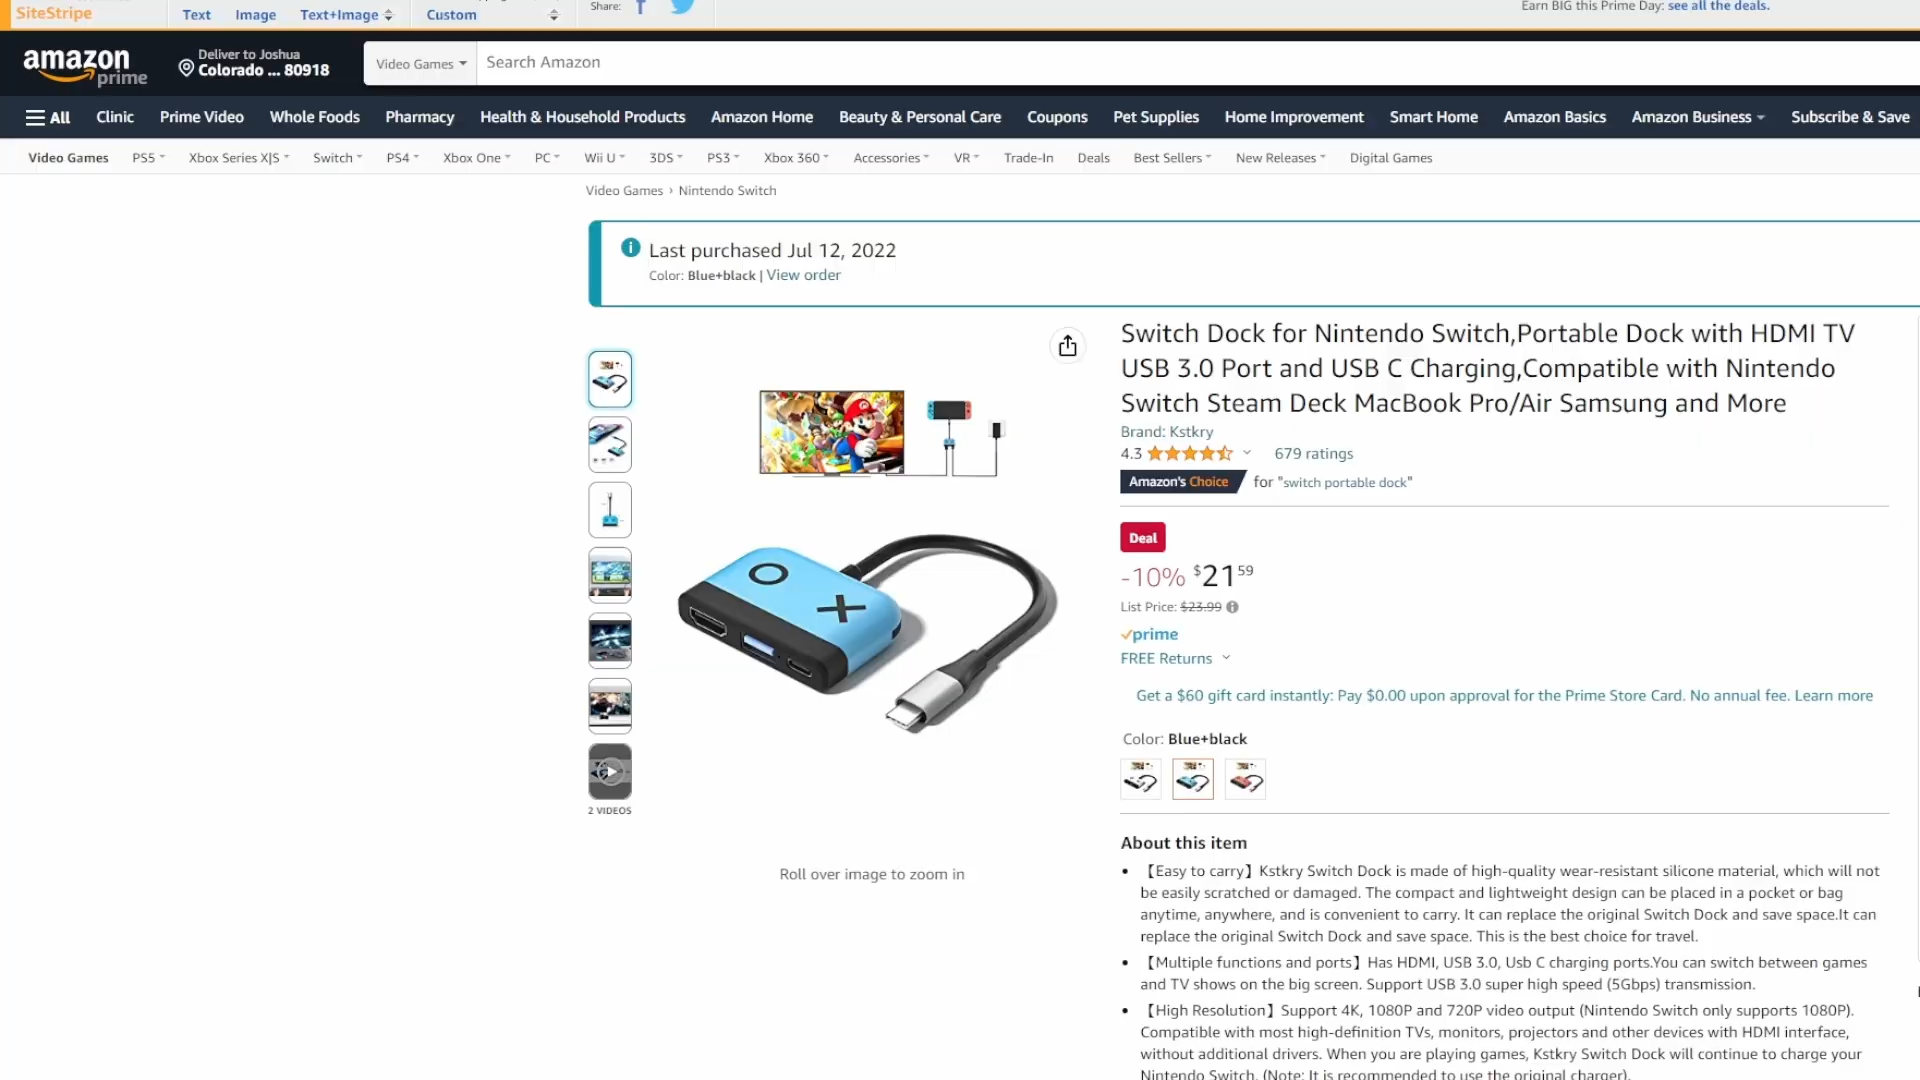 SiteStripe
Text
Image
Text+Image
Custom
Share:
Earn BIG this Prime Day: see all the deals.
amazon prime
Deliver to Joshua
Colorado ... 80918
Video Games
Search Amazon
All
Clinic
Prime Video
Whole Foods
Pharmacy
Health & Household Products
Amazon Home
Beauty & Personal Care
Coupons
Pet Supplies
Home Improvement
Smart Home
Amazon Basics
Amazon Business
Subscribe & Save
Video Games
PS5
Xbox Series X|S
Switch
PS4
Xbox One
PC
Wii U
3DS
PS3
Xbox 360
Accessories
VR
Trade-In
Deals
Best Sellers
New Releases
Digital Games
Video Games › Nintendo Switch
Last purchased Jul 12, 2022
Color: Blue+black | View order
Switch Dock for Nintendo Switch,Portable Dock with HDMI TV
USB 3.0 Port and USB C Charging,Compatible with Nintendo
Switch Steam Deck MacBook Pro/Air Samsung and More
Brand: Kstkry
4.3
679 ratings
Amazon's Choice for "switch portable dock"
Deal
-10% $21 59
List Price: $23.99
prime
FREE Returns
Get a $60 gift card instantly: Pay $0.00 upon approval for the Prime Store Card. No annual fee. Learn more
Color: Blue+black
2 VIDEOS
Roll over image to zoom in
About this item
• 【Easy to carry】Kstkry Switch Dock is made of high-quality wear-resistant silicone material, which will not
be easily scratched or damaged. The compact and lightweight design can be placed in a pocket or bag
anytime, anywhere, and is convenient to carry. It can replace the original Switch Dock and save space.It can
replace the original Switch Dock and save space. This is the best choice for travel.
• 【Multiple functions and ports】Has HDMI, USB 3.0, Usb C charging ports.You can switch between games
and TV shows on the big screen. Support USB 3.0 super high speed (5Gbps) transmission.
• 【High Resolution】Support 4K, 1080P and 720P video output (Nintendo Switch only supports 1080P).
Compatible with most high-definition TVs, monitors, projectors and other devices with HDMI interface,
without additional drivers. When you are playing games, Kstkry Switch Dock will continue to charge your
Nintendo Switch. (Note: It is recommended to use the original charger).